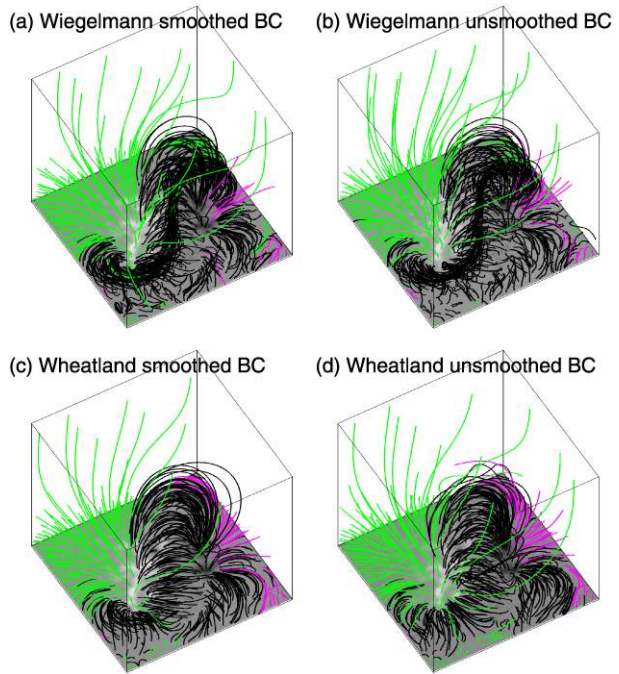 (a) Wiegelmann smoothed BC
(b) Wiegelmann unsmoothed BC
(c) Wheatland smoothed BC
(d) Wheatland unsmoothed BC